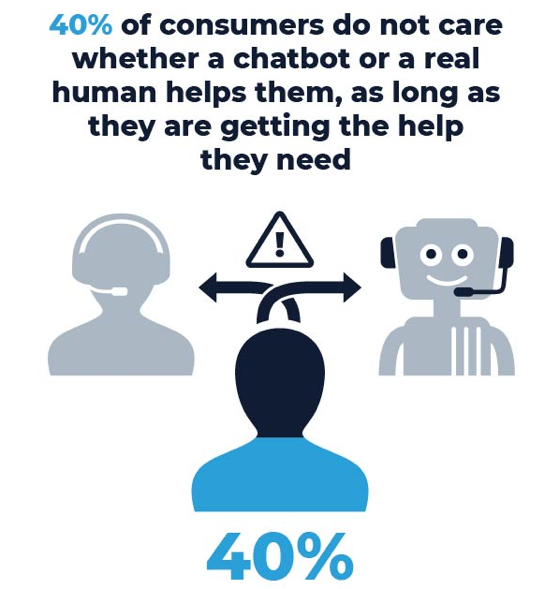 40% of consumers do not care
whether a chatbot or a real
human helps them, as long as
they are getting the help
they need
!
40%